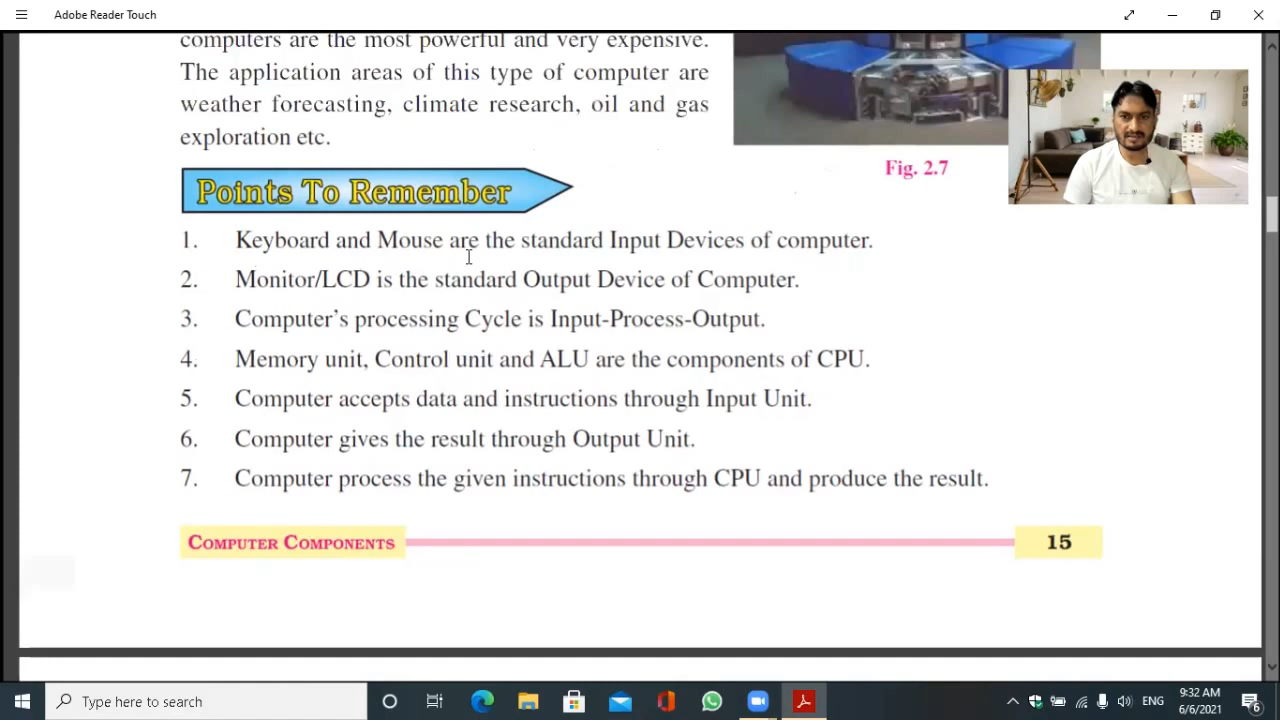 Adobe Reader Touch
computers are the most powerful and very expensive.
The application areas of this type of computer are
weather forecasting, climate research, oil and gas
exploration etc.
Fig. 2.7
Points To Remember
1. Keyboard and Mouse are the standard Input Devices of computer.
2. Monitor/LCD is the standard Output Device of Computer.
3. Computer's processing Cycle is Input-Process-Output.
4. Memory unit, Control unit and ALU are the components of CPU.
5. Computer accepts data and instructions through Input Unit.
6. Computer gives the result through Output Unit.
7. Computer process the given instructions through CPU and produce the result.
COMPUTER COMPONENTS 15
Type here to search
ENG
9:32 AM
6/6/2021
6